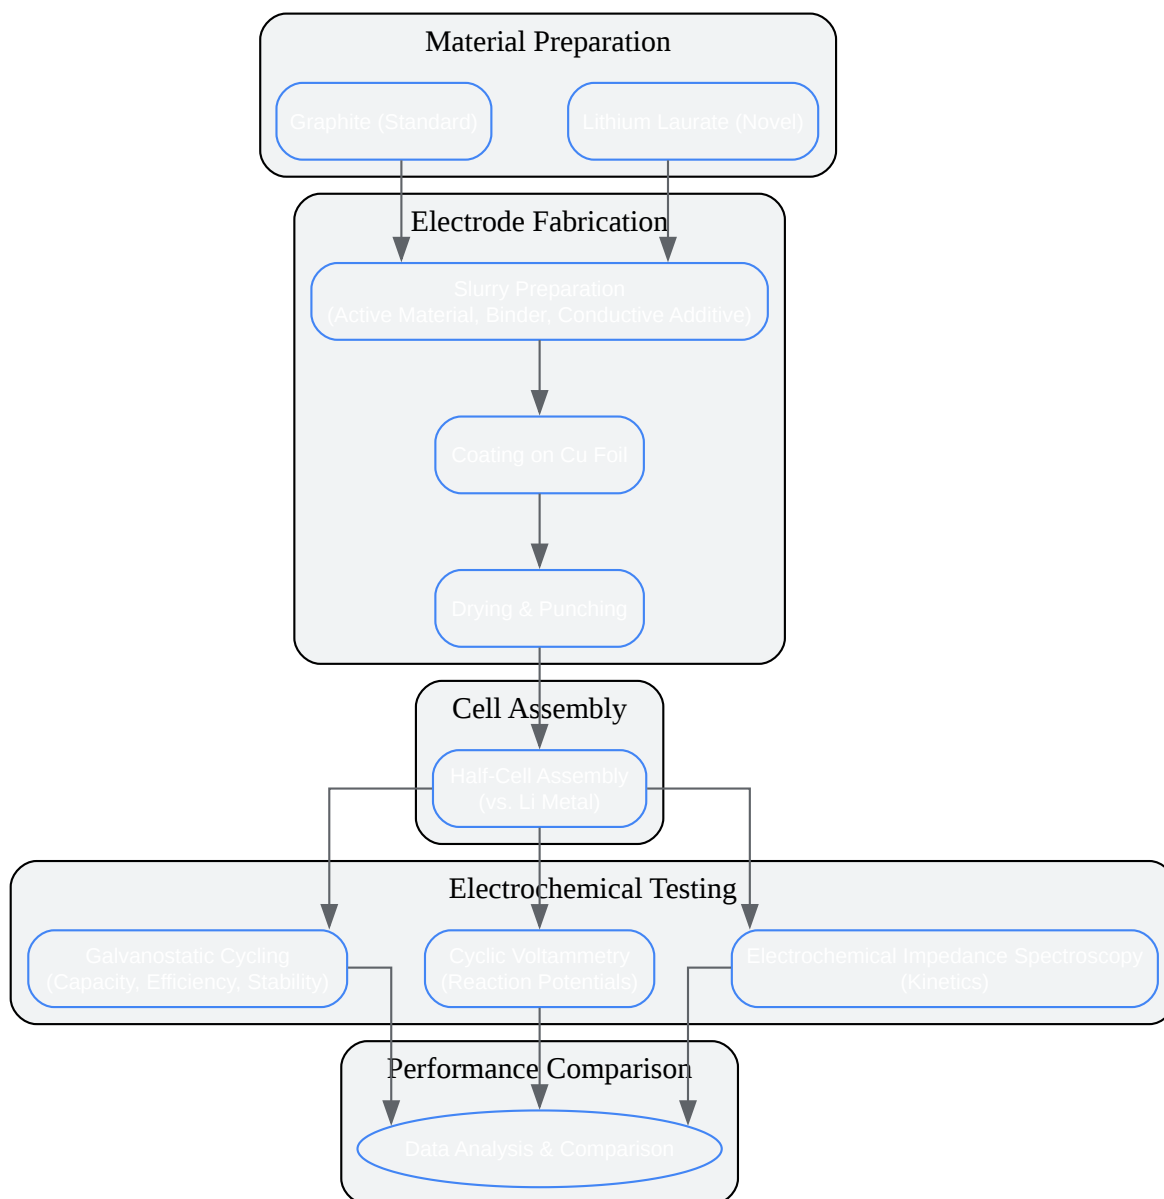 Material Preparation
Graphite (Standard)
Lithium Laurate (Novel)
Electrode Fabrication
Slurry Preparation
(Active Material, Binder, Conductive Additive)
Coating on Cu Foil
Drying & Punching
Cell Assembly
Half-Cell Assembly
(vs. Li Metal)
Electrochemical Testing
Galvanostatic Cycling
(Capacity, Efficiency, Stability)
Cyclic Voltammetry
(Reaction Potentials)
Electrochemical Impedance Spectroscopy
(Kinetics)
Performance Comparison
Data Analysis & Comparison